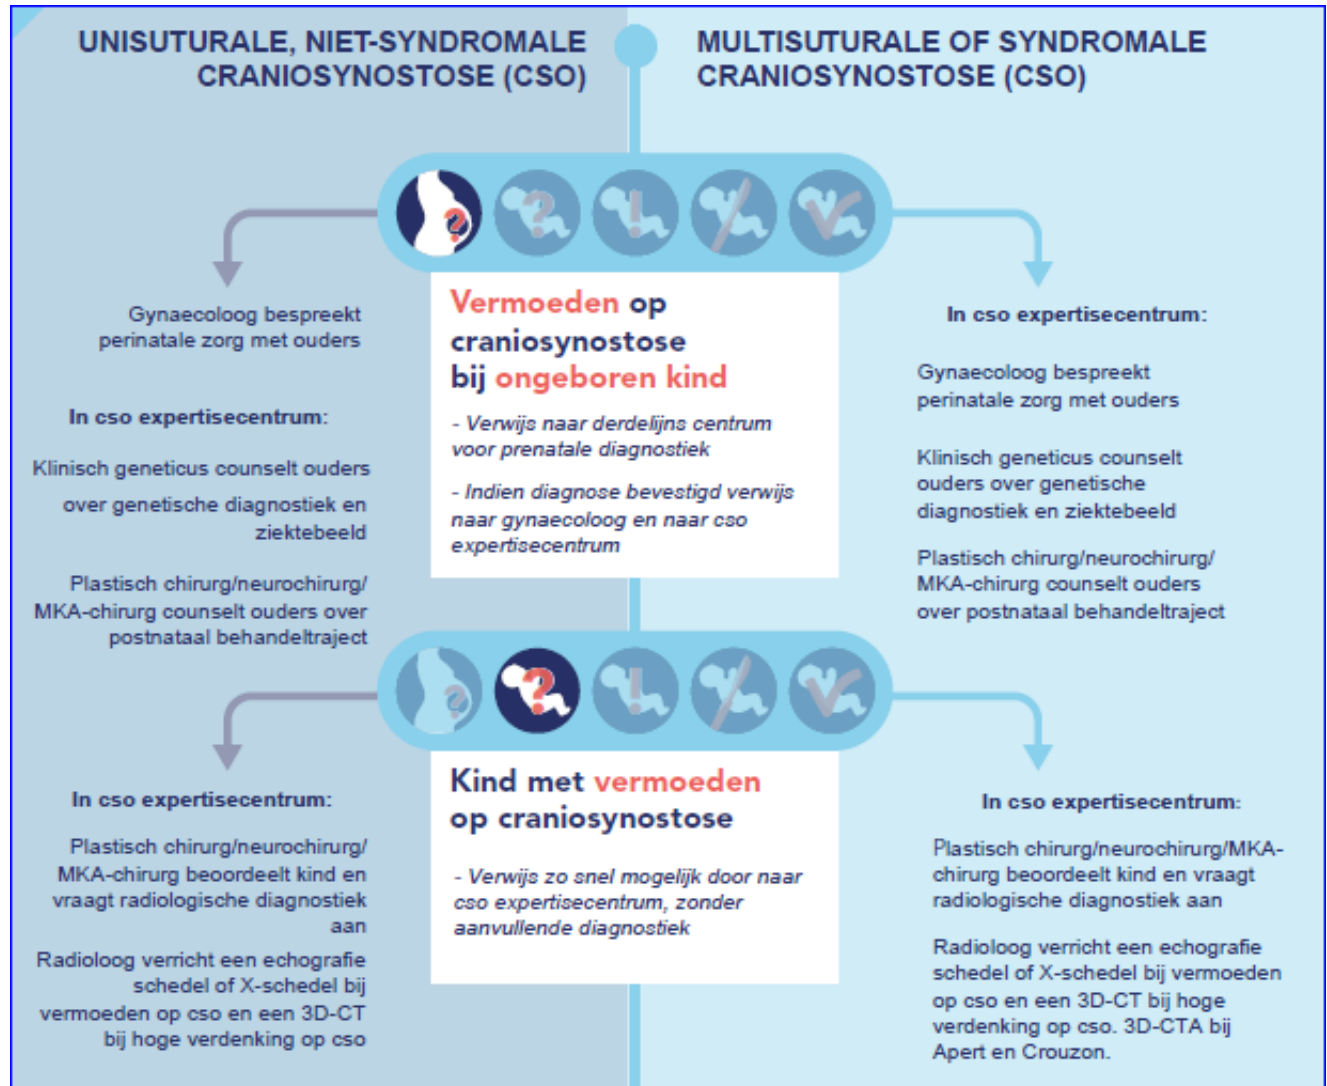 UNISUTURALE, NIET-SYNDROMALE
CRANIOSYNOSTOSE (CSO)
MULTISUTURALE OF SYNDROMALE
CRANIOSYNOSTOSE (CSO)
?
?
!
Vermoeden op
craniosynostose
bij ongeboren kind
- Verwijs naar derdelijns centrum
voor prenatale diagnostiek
- Indien diagnose bevestigd verwijs
naar gynaecoloog en naar cso
expertisecentrum
Gynaecoloog bespreekt
perinatale zorg met ouders
In cso expertisecentrum:
Klinisch geneticus counselt ouders
over genetische diagnostiek en
ziektebeeld
Plastisch chirurg/neurochirurg/
MKA-chirurg counselt ouders over
postnataal behandeltraject
In cso expertisecentrum:
Gynaecoloog bespreekt
perinatale zorg met ouders
Klinisch geneticus counselt
ouders over genetische
diagnostiek en ziektebeeld
Plastisch chirurg/neurochirurg/
MKA-chirurg counselt ouders
over postnataal behandeltraject
?
?
!
Kind met vermoeden
op craniosynostose
- Verwijs zo snel mogelijk door naar
cso expertisecentrum, zonder
aanvullende diagnostiek
In cso expertisecentrum:
Plastisch chirurg/neurochirurg/
MKA-chirurg beoordeelt kind en
vraagt radiologische diagnostiek
aan
Radioloog verricht een echografie
schedel of X-schedel bij
vermoeden op cso en een 3D-CT
bij hoge verdenking op cso
In cso expertisecentrum:
Plastisch chirurg/neurochirurg/MKA-
chirurg beoordeelt kind en vraagt
radiologische diagnostiek aan
Radioloog verricht een echografie
schedel of X-schedel bij vermoeden
op cso en een 3D-CT bij hoge
verdenking op cso. 3D-CTA bij
Apert en Crouzon.